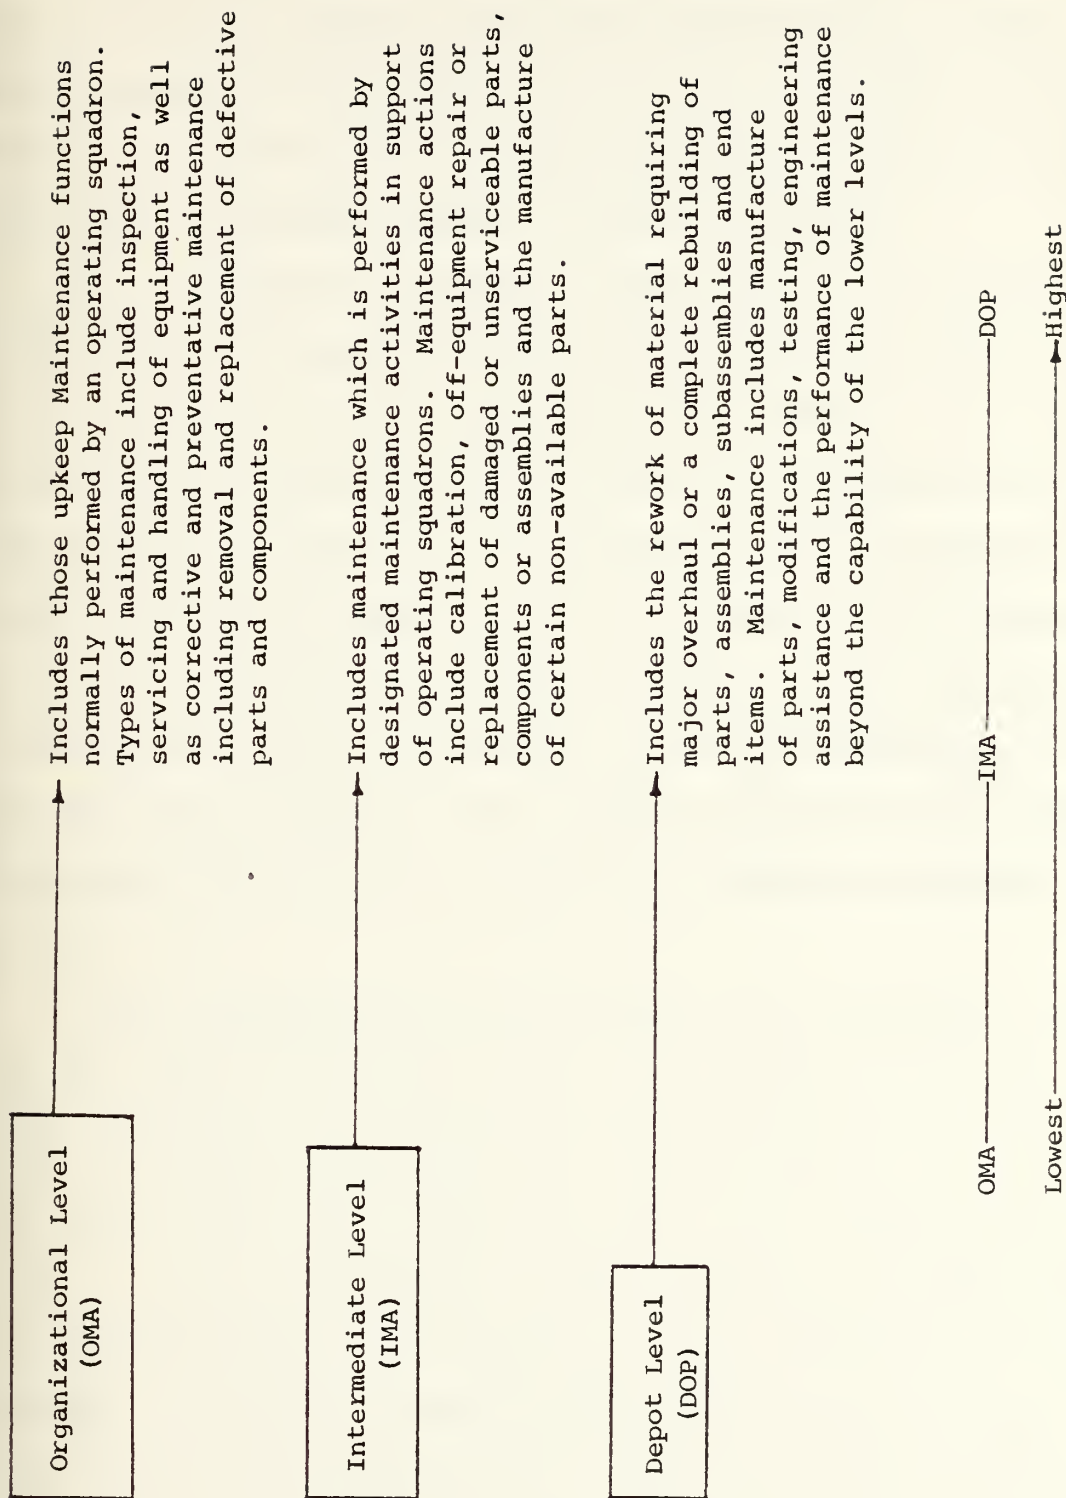 Organizational Level
(OMA)
Includes those upkeep Maintenance functions
normally performed by an operating squadron.
Types of maintenance include inspection,
servicing and handling of equipment as well
as corrective and preventative maintenance
including removal and replacement of defective
parts and components.
Intermediate Level
(IMA)
Includes maintenance which is performed by
designated maintenance activities in support
of operating squadrons.  Maintenance actions
include calibration, off-equipment repair or
replacement of damaged or unserviceable parts,
components or assemblies and the manufacture
of certain non-available parts.
Depot Level
(DOP)
Includes the rework of material requiring
major overhaul or a complete rebuilding of
parts, assemblies, subassemblies and end
items.  Maintenance includes manufacture
of parts, modifications, testing, engineering
assistance and the performance of maintenance
beyond the capability of the lower levels.
OMA IMA DOP
Lowest Highest